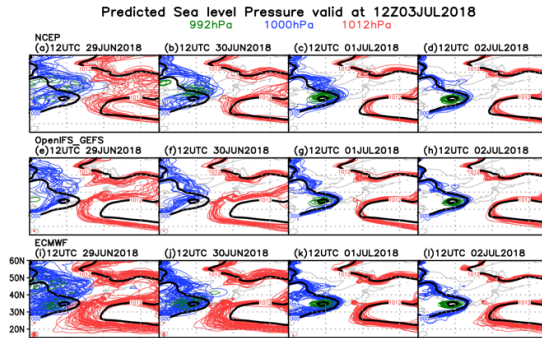 Predicted Sea level Pressure valid at 12Z03JUL2018
992hPa 1000hPa 1012hPa
NCEP
(a)12UTC 29JUN2018 (b)12UTC 30JUN2018 (c)12UTC 01JUL2018 (d)12UTC 02JUL2018
OpenIFS_GEFS
(e)12UTC 29JUN2018 (f)12UTC 30JUN2018 (g)12UTC 01JUL2018 (h)12UTC 02JUL2018
ECMWF
(i)12UTC 29JUN2018 (j)12UTC 30JUN2018 (k)12UTC 01JUL2018 (l)12UTC 02JUL2018
60N
50N
40N
30N
20N